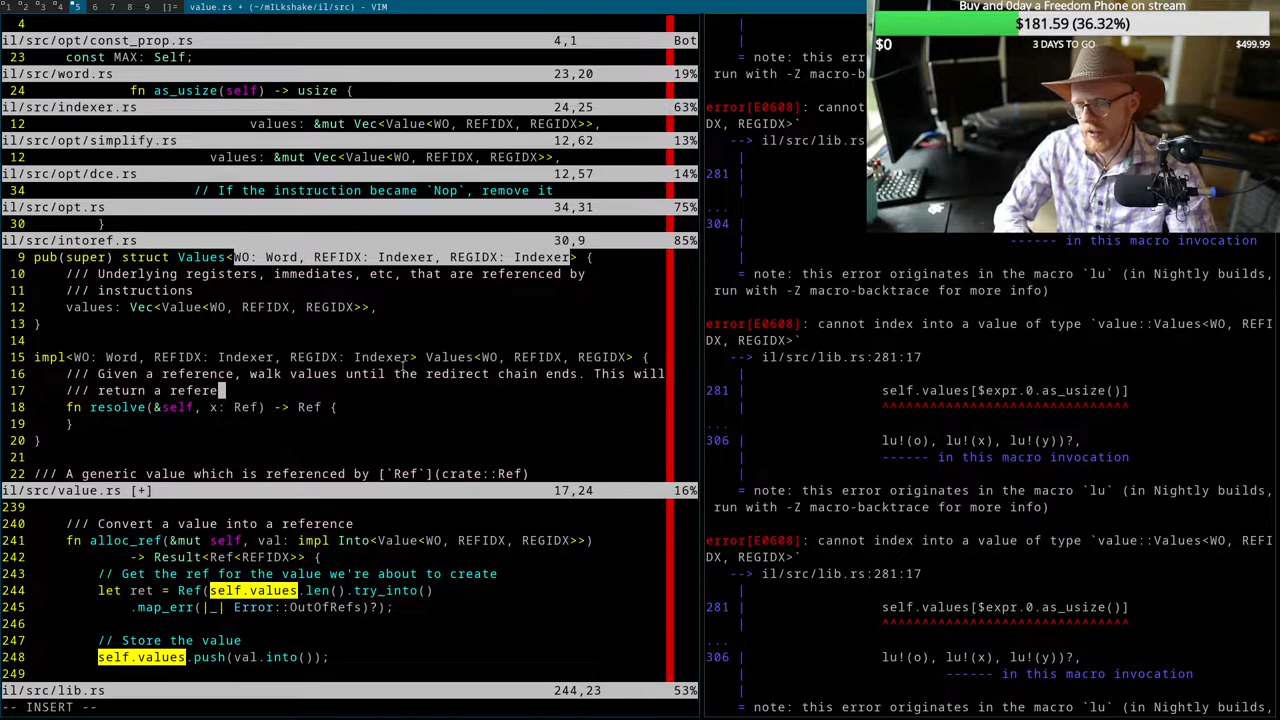 1 2 3 4 5 6 7 8 9 []= value.rs + (~/mILkshake/il/src) - VIM
4
il/src/opt/const_prop.rs 4,1 Bot
23 const MAX: Self;
il/src/word.rs 23,20 19%
24 fn as_usize(self) -> usize {
il/src/indexer.rs 24,25 63%
12 values: &mut Vec<Value<WO, REFIDX, REGIDX>>,
il/src/opt/simplify.rs 12,62 13%
12 values: &mut Vec<Value<WO, REFIDX, REGIDX>>,
il/src/opt/dce.rs 12,57 14%
34 // If the instruction became `Nop`, remove it
il/src/opt.rs 34,31 75%
30 }
il/src/intoref.rs 30,9 85%
9 pub(super) struct Values<WO: Word, REFIDX: Indexer, REGIDX: Indexer> {
10 /// Underlying registers, immediates, etc, that are referenced by
11 /// instructions
12 values: Vec<Value<WO, REFIDX, REGIDX>>,
13 }
14
15 impl<WO: Word, REFIDX: Indexer, REGIDX: Indexer> Values<WO, REFIDX, REGIDX> {
16 /// Given a reference, walk values until the redirect chain ends. This will
17 /// return a refere
18 fn resolve(&self, x: Ref) -> Ref {
19 }
20 }
21
22 /// A generic value which is referenced by [`Ref`](crate::Ref)
il/src/value.rs [+] 17,24 16%
239
240 /// Convert a value into a reference
241 fn alloc_ref(&mut self, val: impl Into<Value<WO, REFIDX, REGIDX>>)
242 -> Result<Ref<REFIDX>> {
243 // Get the ref for the value we're about to create
244 let ret = Ref(self.values.len().try_into()
245 .map_err(|_| Error::OutOfRefs)?);
246
247 // Store the value
248 self.values.push(val.into());
249
il/src/lib.rs 244,23 53%
-- INSERT --
|
= note: this error
run with -Z macro-b
error[E0608]: cannot
DX, REGIDX>`
--> il/src/lib.rs
281 |
...
304 |
| ------ in this macro invocation
|
= note: this error originates in the macro `lu` (in Nightly builds,
run with -Z macro-backtrace for more info)
error[E0608]: cannot index into a value of type `value::Values<WO, REFI
DX, REGIDX>`
--> il/src/lib.rs:281:17
|
281 | self.values[$expr.0.as_usize()]
| ^^^^^^^^^^^^^^^^^^^^^^^^^^^^^^^
...
306 | lu!(o), lu!(x), lu!(y))?,
| ------ in this macro invocation
|
= note: this error originates in the macro `lu` (in Nightly builds,
run with -Z macro-backtrace for more info)
error[E0608]: cannot index into a value of type `value::Values<WO, REFI
DX, REGIDX>`
--> il/src/lib.rs:281:17
|
281 | self.values[$expr.0.as_usize()]
| ^^^^^^^^^^^^^^^^^^^^^^^^^^^^^^^
...
306 | lu!(o), lu!(x), lu!(y))?,
| ------ in this macro invocation
|
= note: this error originates in the macro `lu` (in Nightly builds,
Buy and 0day a Freedom Phone on stream
$181.59 (36.32%)
$0 3 DAYS TO GO $499.99